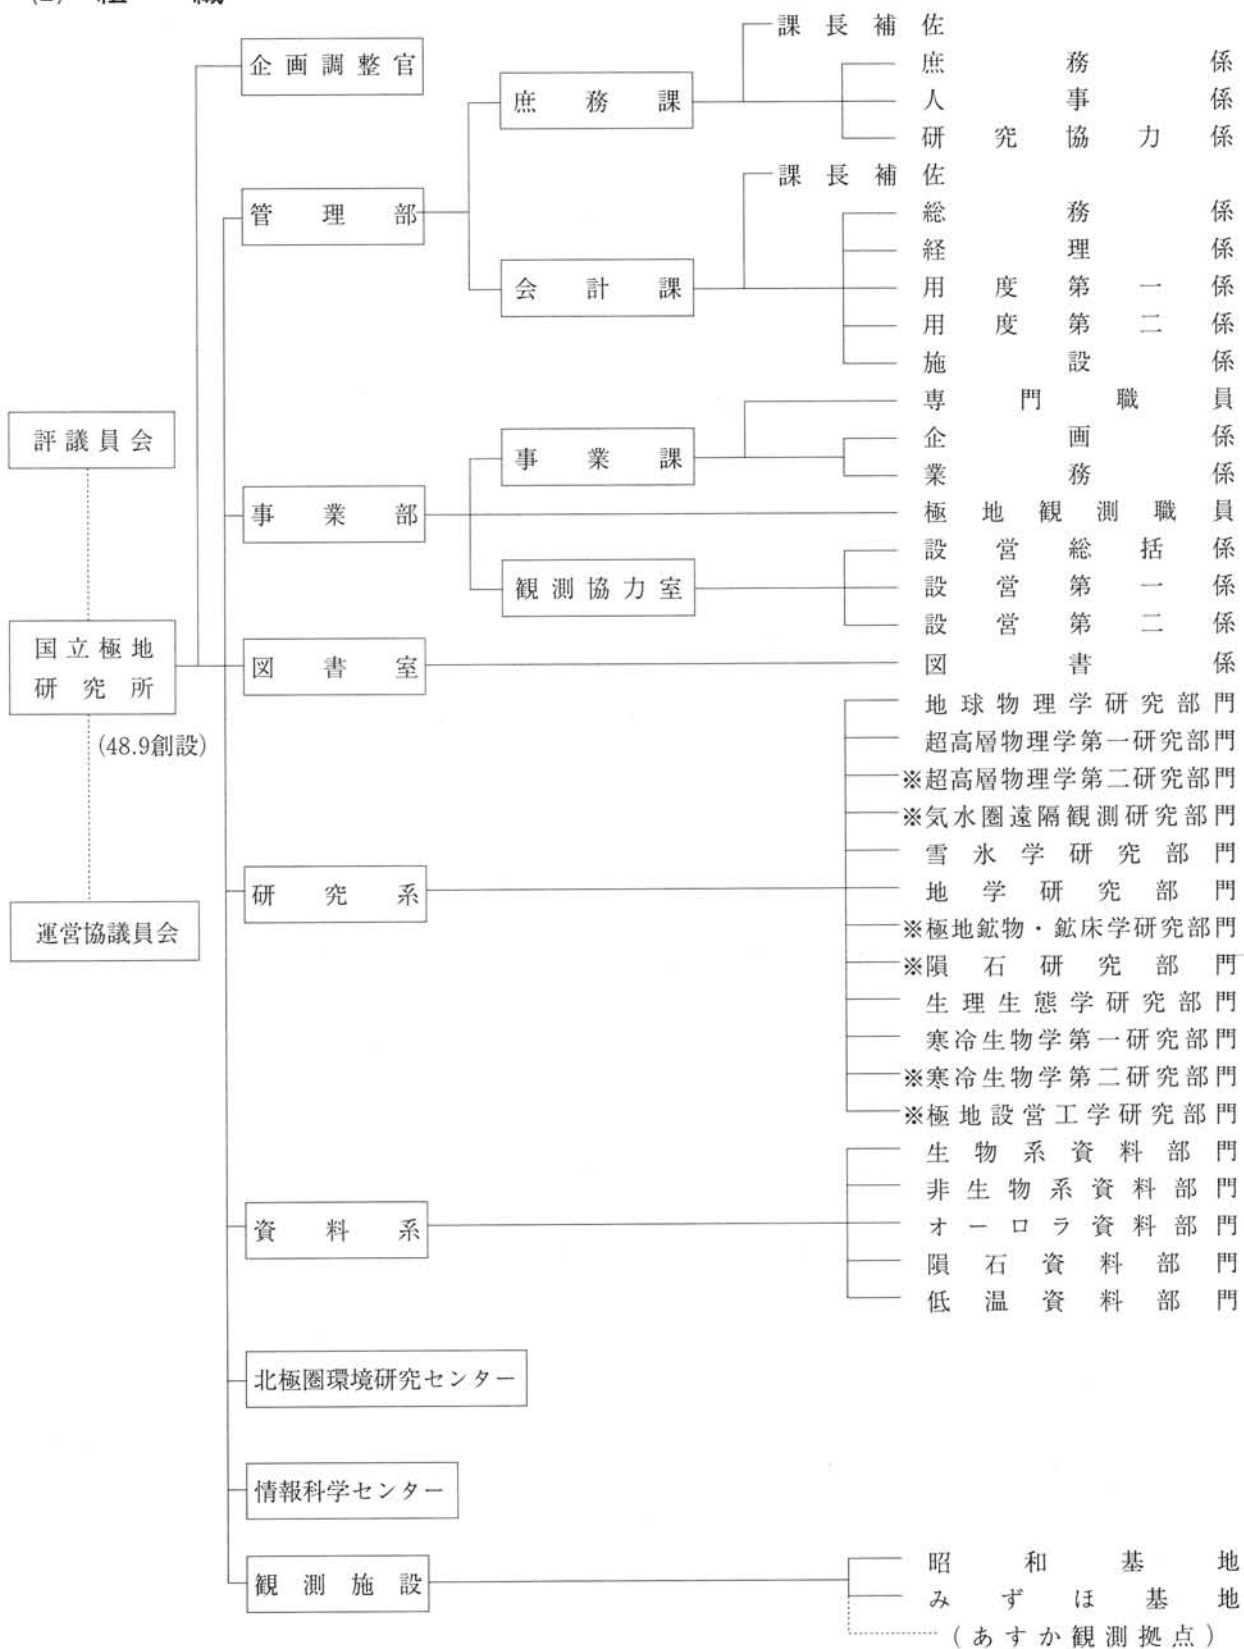 課長補佐
企画調整官
庶務係
庶務課
人事係
研究協力係
課長補佐
管理部
総務係
経理係
会計課
用度第一係
用度第二係
施設係
専門職員
評議員会
企画係
事業課
業務係
事業部
極地観測職員
設営総括係
観測協力室
設営第一係
設営第二係
国立極地
研究所
図書室
図書係
(48.9創設)
地球物理学研究部門
超高層物理学第一研究部門
※超高層物理学第二研究部門
※気水圏遠隔観測研究部門
雪氷学研究部門
研究系
地学研究部門
運営協議員会
※極地鉱物・鉱床学研究部門
※隕石研究部門
生理生態学研究部門
寒冷生物学第一研究部門
※寒冷生物学第二研究部門
※極地設営工学研究部門
生物系資料部門
非生物系資料部門
資料系
オーロラ資料部門
隕石資料部門
低温資料部門
北極圏環境研究センター
情報科学センター
観測施設
昭和基地
みずほ基地
(あすか観測拠点)